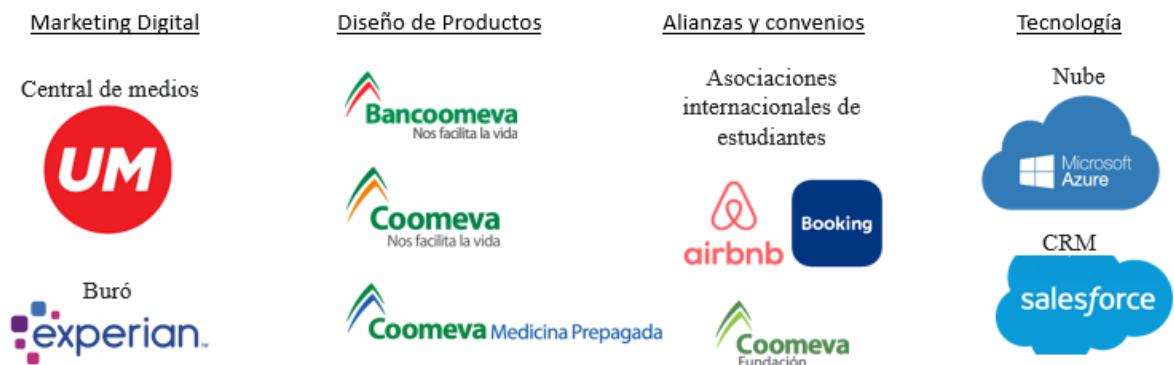 Marketing Digital
Central de medios
UM
Buró
experian™
Diseño de Productos
Bancoomeva
Nos facilita la vida
Coomeva
Nos facilita la vida
Coomeva Medicina Prepagada
Alianzas y convenios
Asociaciones
internacionales de
estudiantes
airbnb
Booking
Coomeva
Fundación
Tecnología
Nube
Microsoft
Azure
CRM
salesforce